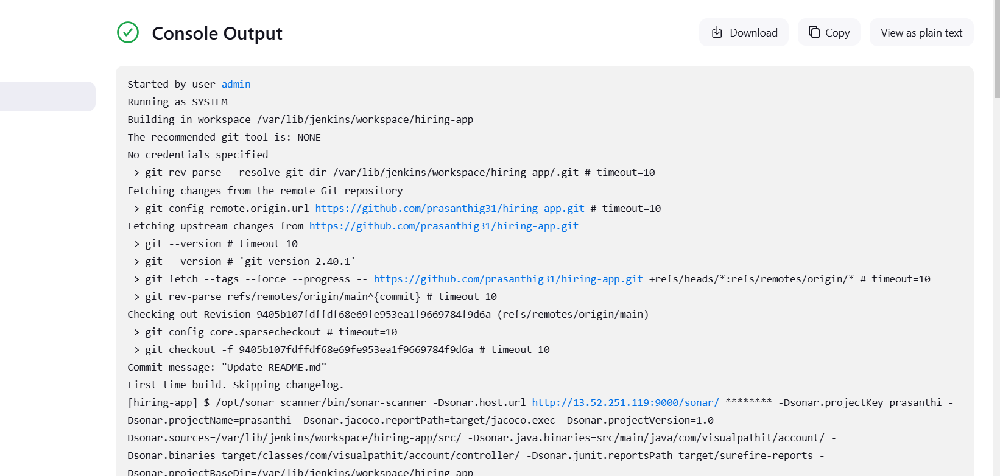 Console Output
Download
Copy
View as plain text
Started by user admin
Running as SYSTEM
Building in workspace /var/lib/jenkins/workspace/hiring-app
The recommended git tool is: NONE
No credentials specified
> git rev-parse --resolve-git-dir /var/lib/jenkins/workspace/hiring-app/.git # timeout=10
Fetching changes from the remote Git repository
> git config remote.origin.url https://github.com/prasanthig31/hiring-app.git # timeout=10
Fetching upstream changes from https://github.com/prasanthig31/hiring-app.git
> git --version # timeout=10
> git --version # 'git version 2.40.1'
> git fetch --tags --force --progress -- https://github.com/prasanthig31/hiring-app.git +refs/heads/*:refs/remotes/origin/* # timeout=10
> git rev-parse refs/remotes/origin/main^{commit} # timeout=10
Checking out Revision 9405b107fdffdf68e69fe953ea1f9669784f9d6a (refs/remotes/origin/main)
> git config core.sparsecheckout # timeout=10
> git checkout -f 9405b107fdffdf68e69fe953ea1f9669784f9d6a # timeout=10
Commit message: "Update README.md"
First time build. Skipping changelog.
[hiring-app] $ /opt/sonar_scanner/bin/sonar-scanner -Dsonar.host.url=http://13.52.251.119:9000/sonar/ ******** -Dsonar.projectKey=prasanthi -
Dsonar.projectName=prasanthi -Dsonar.jacoco.reportPath=target/jacoco.exec -Dsonar.projectVersion=1.0 -
Dsonar.sources=/var/lib/jenkins/workspace/hiring-app/src/ -Dsonar.java.binaries=src/main/java/com/visualpathit/account/ -
Dsonar.binaries=target/classes/com/visualpathit/account/controller/ -Dsonar.junit.reportsPath=target/surefire-reports -
Dsonar.projectBaseDir=/var/lib/jenkins/workspace/hiring-app